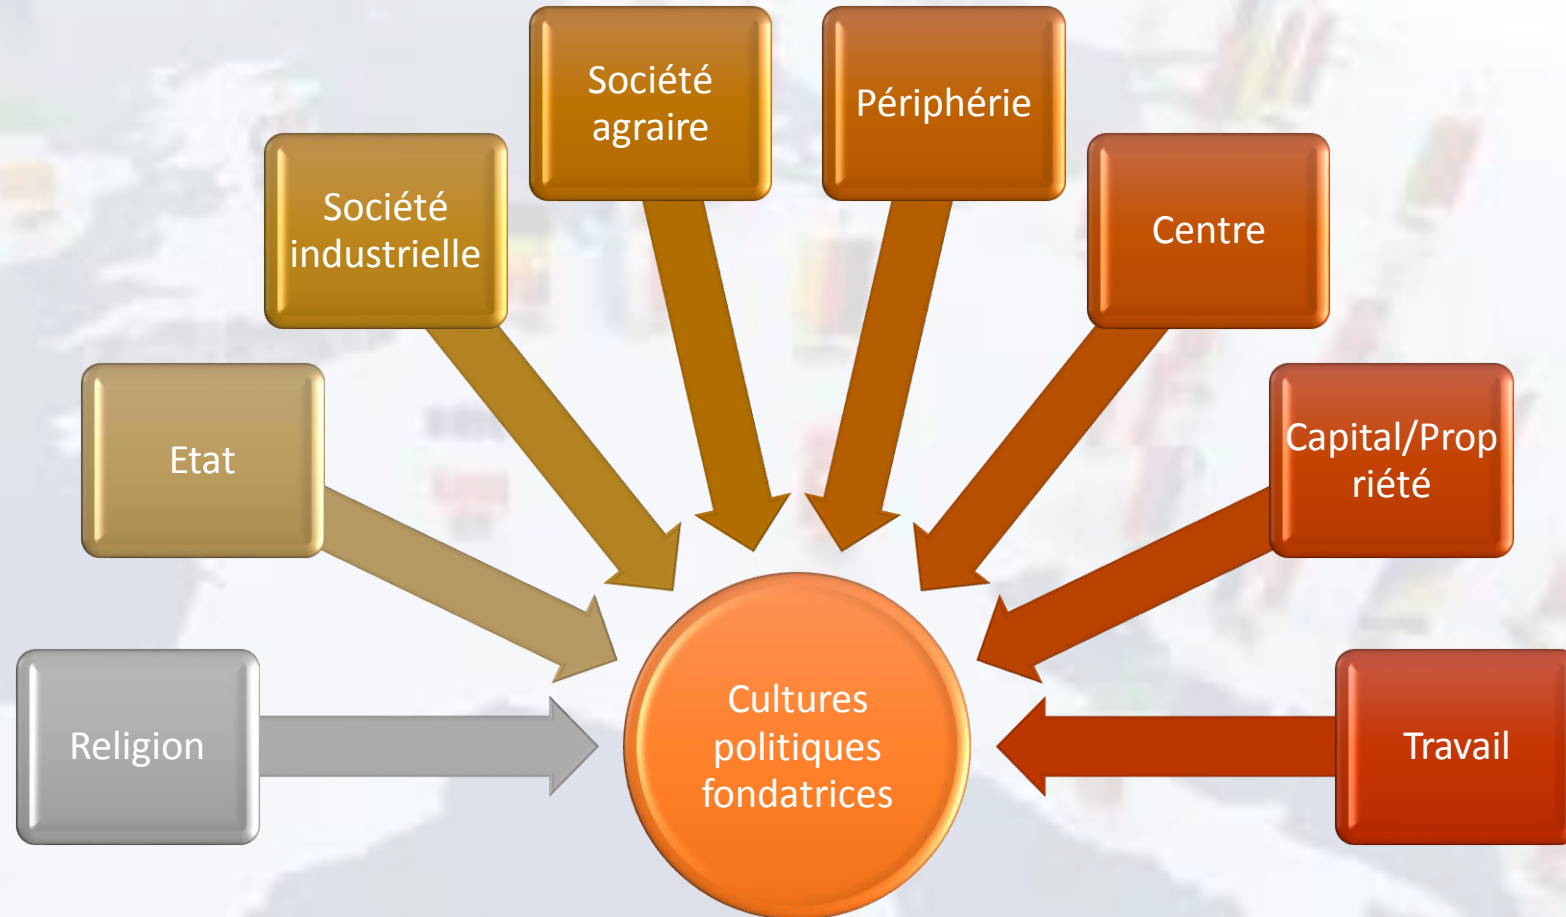 Société
agraire
Périphérie
Société
industrielle
Centre
Etat
Capital/Prop
riété
Religion
Cultures
politiques
fondatrices
Travail